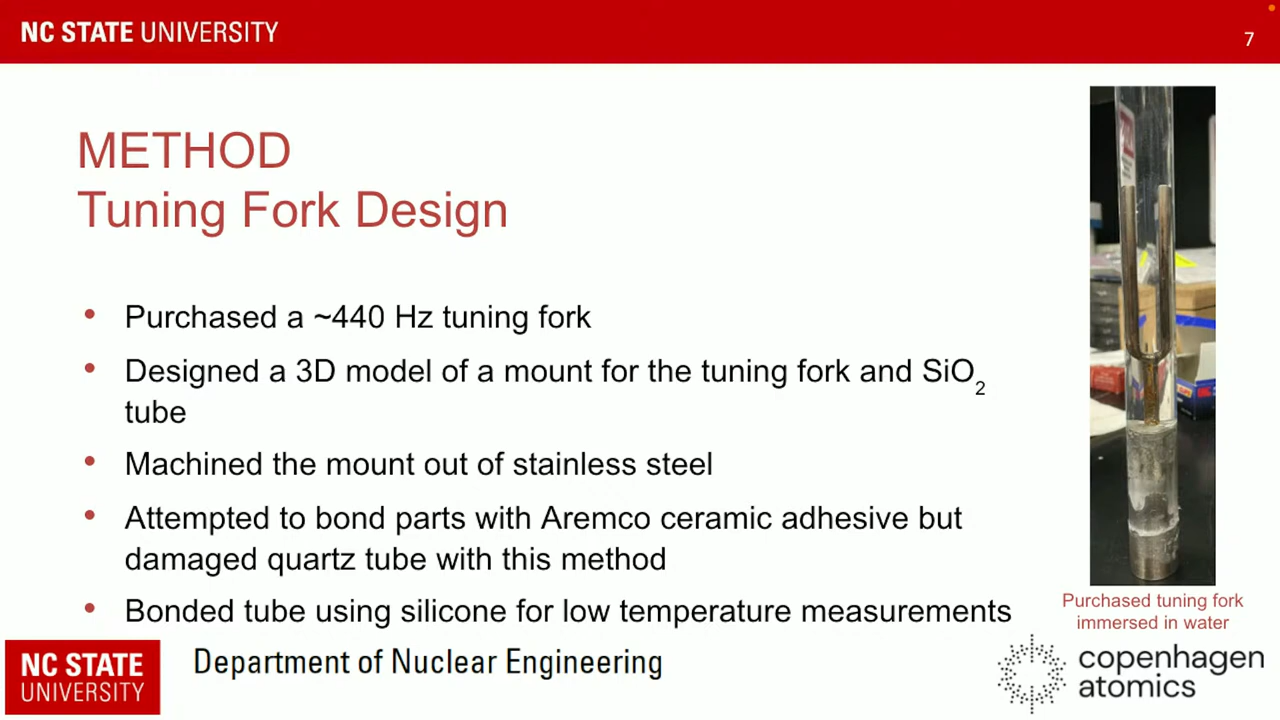 NC STATE UNIVERSITY
7
METHOD
Tuning Fork Design
• Purchased a ~440 Hz tuning fork
• Designed a 3D model of a mount for the tuning fork and SiO₂
tube
• Machined the mount out of stainless steel
• Attempted to bond parts with Aremco ceramic adhesive but
damaged quartz tube with this method
• Bonded tube using silicone for low temperature measurements
Purchased tuning fork
immersed in water
NC STATE
UNIVERSITY
Department of Nuclear Engineering
copenhagen
atomics